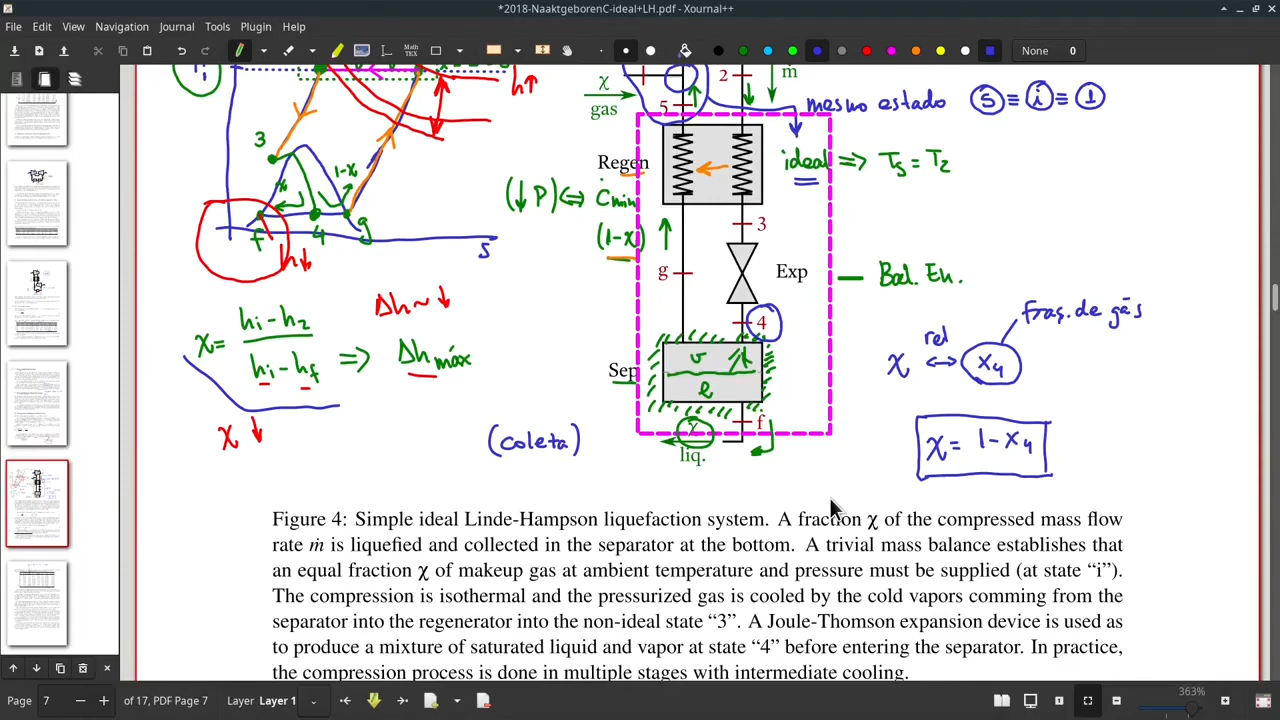 *2018-NaaktgeborenC-ideal+LH.pdf - Xournal++
File Edit View Navigation Journal Tools Plugin Help
None 0
h↑
χ
gas
1
2
ṁ
5
mesmo estado 5 ≡ i ≡ 1
3
Regen
ideal ⇒ T5 = T2
(↓P) ⇔ Cmin
(1-χ)
1-x
x
3
f 4 g
s
h↓
g
Exp
Bal. En.
4
χ = hi - h2 / hi - hf ⇒ Δh máx
Δh ~ ↓
χ ↓
Sep
v
l
χ
f
liq.
(coleta)
fraç. de gás
rel
χ ↔ x4
χ = 1 - x4
Figure 4: Simple ideal Linde-Hampson liquefaction system. A fraction χ of the compressed mass flow
rate ṁ is liquefied and collected in the separator at the bottom. A trivial mass balance establishes that
an equal fraction χ of makeup gas at ambient temperature and pressure must be supplied (at state “i”).
The compression is isothermal and the pressurized gas is cooled by the cold vapors comming from the
separator into the regenerator into the non-ideal state “3”. A Joule-Thomson expansion device is used as
to produce a mixture of saturated liquid and vapor at state “4” before entering the separator. In practice,
the compression process is done in multiple stages with intermediate cooling.
Page 7 of 17, PDF Page 7 Layer Layer 1
363%